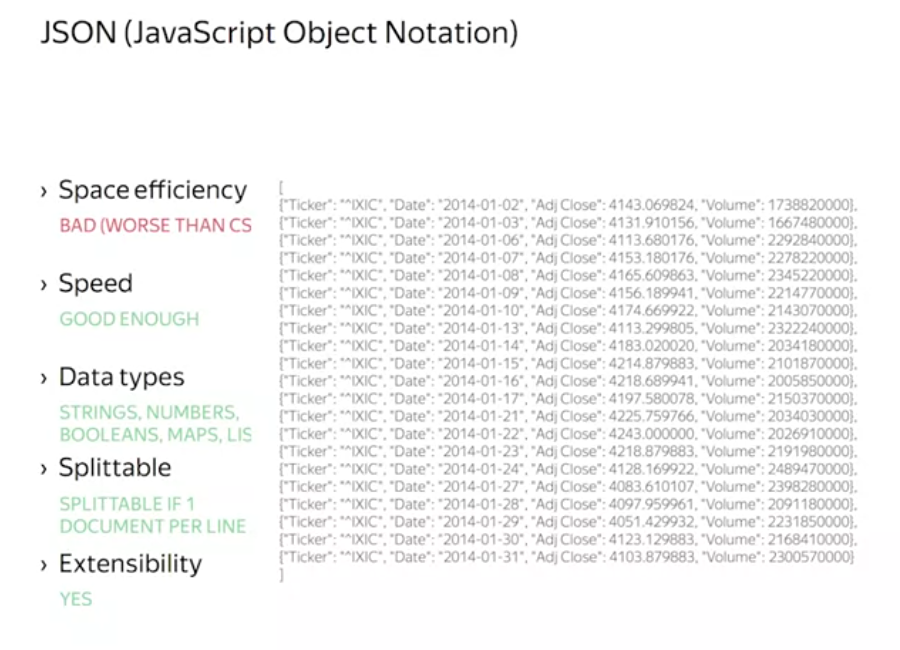 JSON (JavaScript Object Notation)
› Space efficiency
BAD (WORSE THAN CS
› Speed
GOOD ENOUGH
› Data types
STRINGS, NUMBERS,
BOOLEANS, MAPS, LIS
› Splittable
SPLITTABLE IF 1
DOCUMENT PER LINE
› Extensibility
YES
[
{"Ticker": "^IXIC", "Date": "2014-01-02", "Adj Close": 4143.069824, "Volume": 1738820000},
{"Ticker": "^IXIC", "Date": "2014-01-03", "Adj Close": 4131.910156, "Volume": 1667480000},
{"Ticker": "^IXIC", "Date": "2014-01-06", "Adj Close": 4113.680176, "Volume": 2292840000},
{"Ticker": "^IXIC", "Date": "2014-01-07", "Adj Close": 4153.180176, "Volume": 2278220000},
{"Ticker": "^IXIC", "Date": "2014-01-08", "Adj Close": 4165.609863, "Volume": 2345220000},
{"Ticker": "^IXIC", "Date": "2014-01-09", "Adj Close": 4156.189941, "Volume": 2214770000},
{"Ticker": "^IXIC", "Date": "2014-01-10", "Adj Close": 4174.669922, "Volume": 2143070000},
{"Ticker": "^IXIC", "Date": "2014-01-13", "Adj Close": 4113.299805, "Volume": 2322240000},
{"Ticker": "^IXIC", "Date": "2014-01-14", "Adj Close": 4183.020020, "Volume": 2034180000},
{"Ticker": "^IXIC", "Date": "2014-01-15", "Adj Close": 4214.879883, "Volume": 2101870000},
{"Ticker": "^IXIC", "Date": "2014-01-16", "Adj Close": 4218.689941, "Volume": 2005850000},
{"Ticker": "^IXIC", "Date": "2014-01-17", "Adj Close": 4197.580078, "Volume": 2150370000},
{"Ticker": "^IXIC", "Date": "2014-01-21", "Adj Close": 4225.759766, "Volume": 2034030000},
{"Ticker": "^IXIC", "Date": "2014-01-22", "Adj Close": 4243.000000, "Volume": 2026910000},
{"Ticker": "^IXIC", "Date": "2014-01-23", "Adj Close": 4218.879883, "Volume": 2191980000},
{"Ticker": "^IXIC", "Date": "2014-01-24", "Adj Close": 4128.169922, "Volume": 2489470000},
{"Ticker": "^IXIC", "Date": "2014-01-27", "Adj Close": 4083.610107, "Volume": 2398280000},
{"Ticker": "^IXIC", "Date": "2014-01-28", "Adj Close": 4097.959961, "Volume": 2091180000},
{"Ticker": "^IXIC", "Date": "2014-01-29", "Adj Close": 4051.429932, "Volume": 2231850000},
{"Ticker": "^IXIC", "Date": "2014-01-30", "Adj Close": 4123.129883, "Volume": 2168410000},
{"Ticker": "^IXIC", "Date": "2014-01-31", "Adj Close": 4103.879883, "Volume": 2300570000}
]